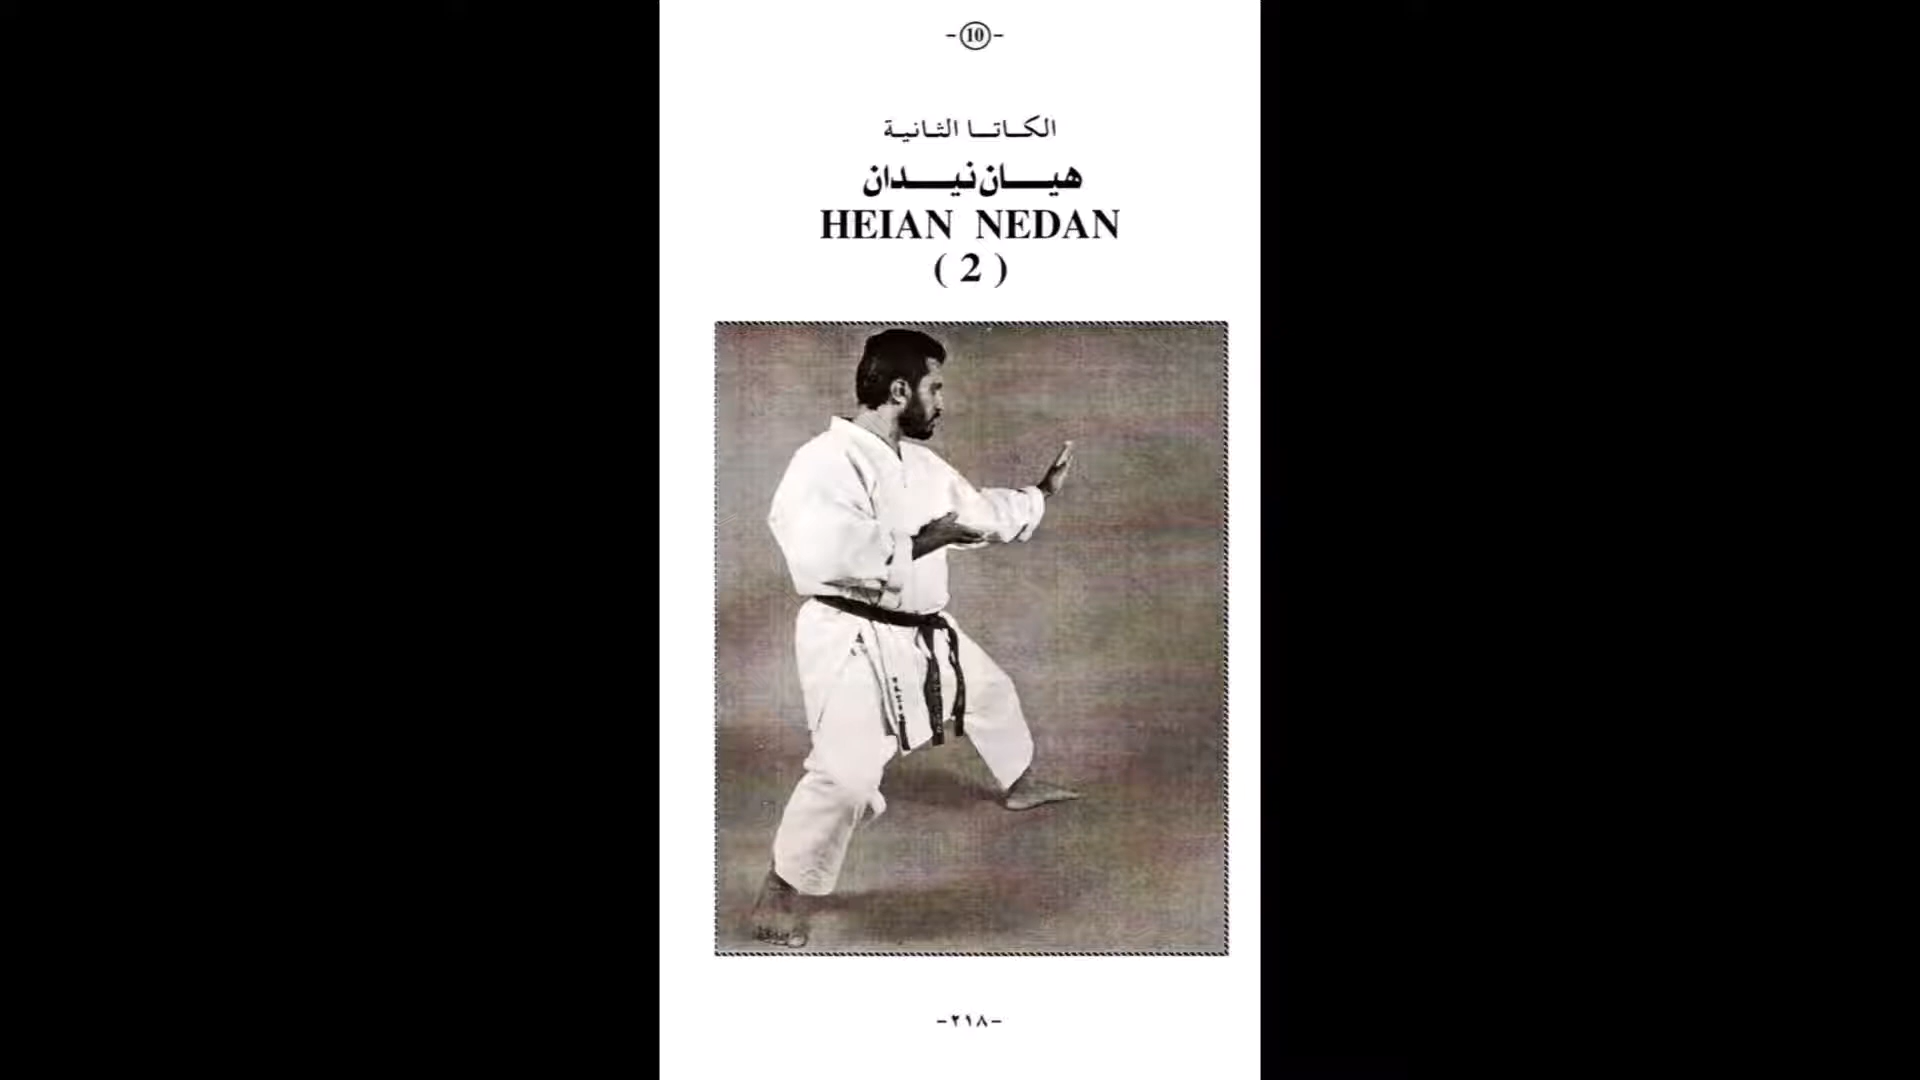 -10-
الكاتا الثانية
هيان نيدان
HEIAN NEDAN
( 2 )
-٢١٨-